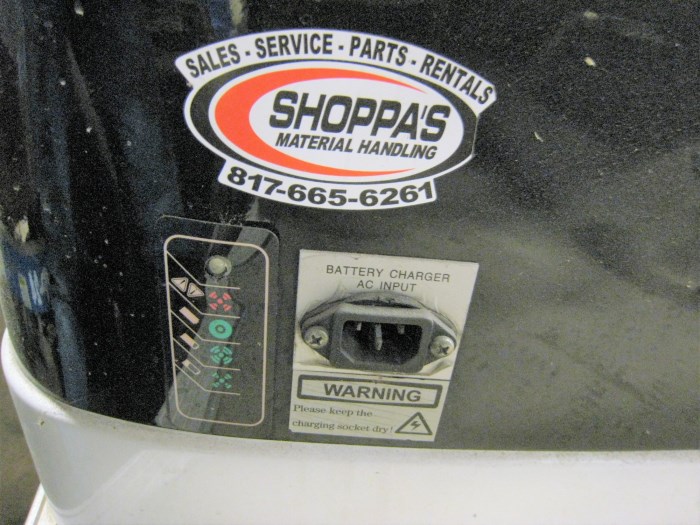 SALES - SERVICE - PARTS - RENTALS
SHOPPA'S
MATERIAL HANDLING
817-665-6261
BATTERY CHARGER
AC INPUT
WARNING
Please keep the
charging socket dry!